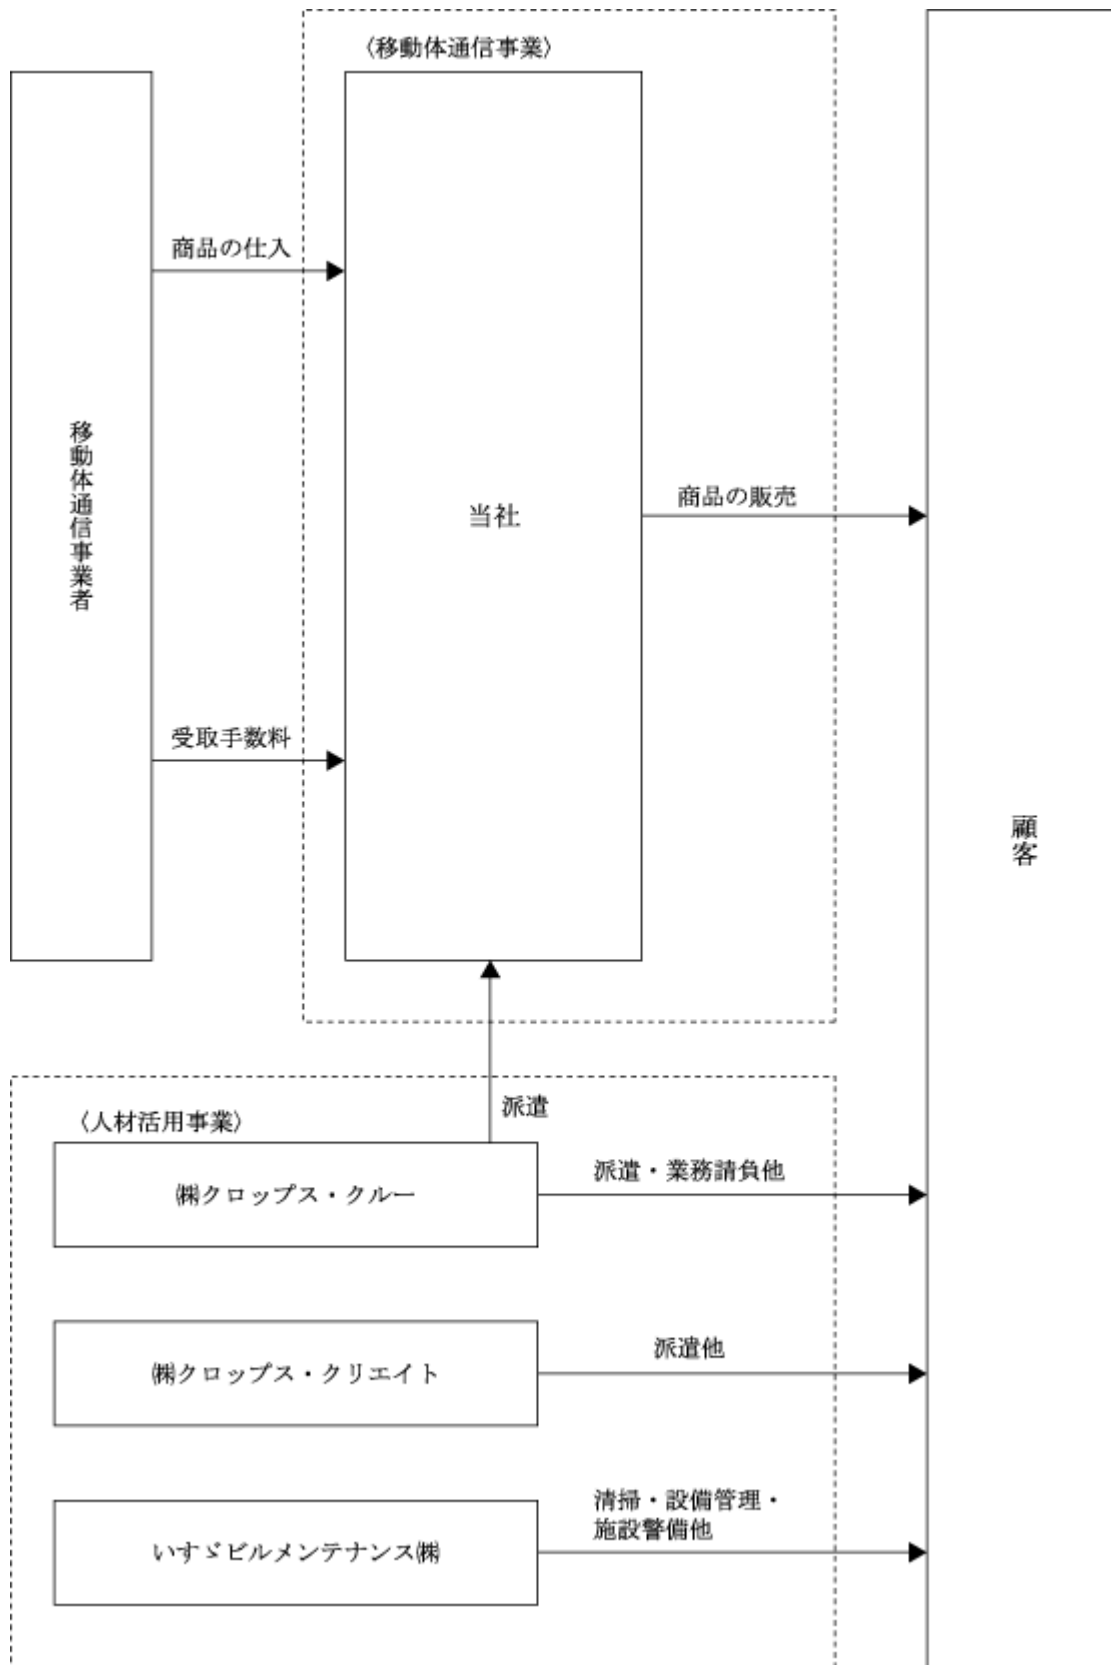 〈移動体通信事業〉
商品の仕入
移動体通信事業者
当社
商品の販売
受取手数料
顧客
派遣
〈人材活用事業〉
㈱クロップス・クルー
派遣・業務請負他
㈱クロップス・クリエイト
派遣他
いすゞビルメンテナンス㈱
清掃・設備管理・
施設警備他